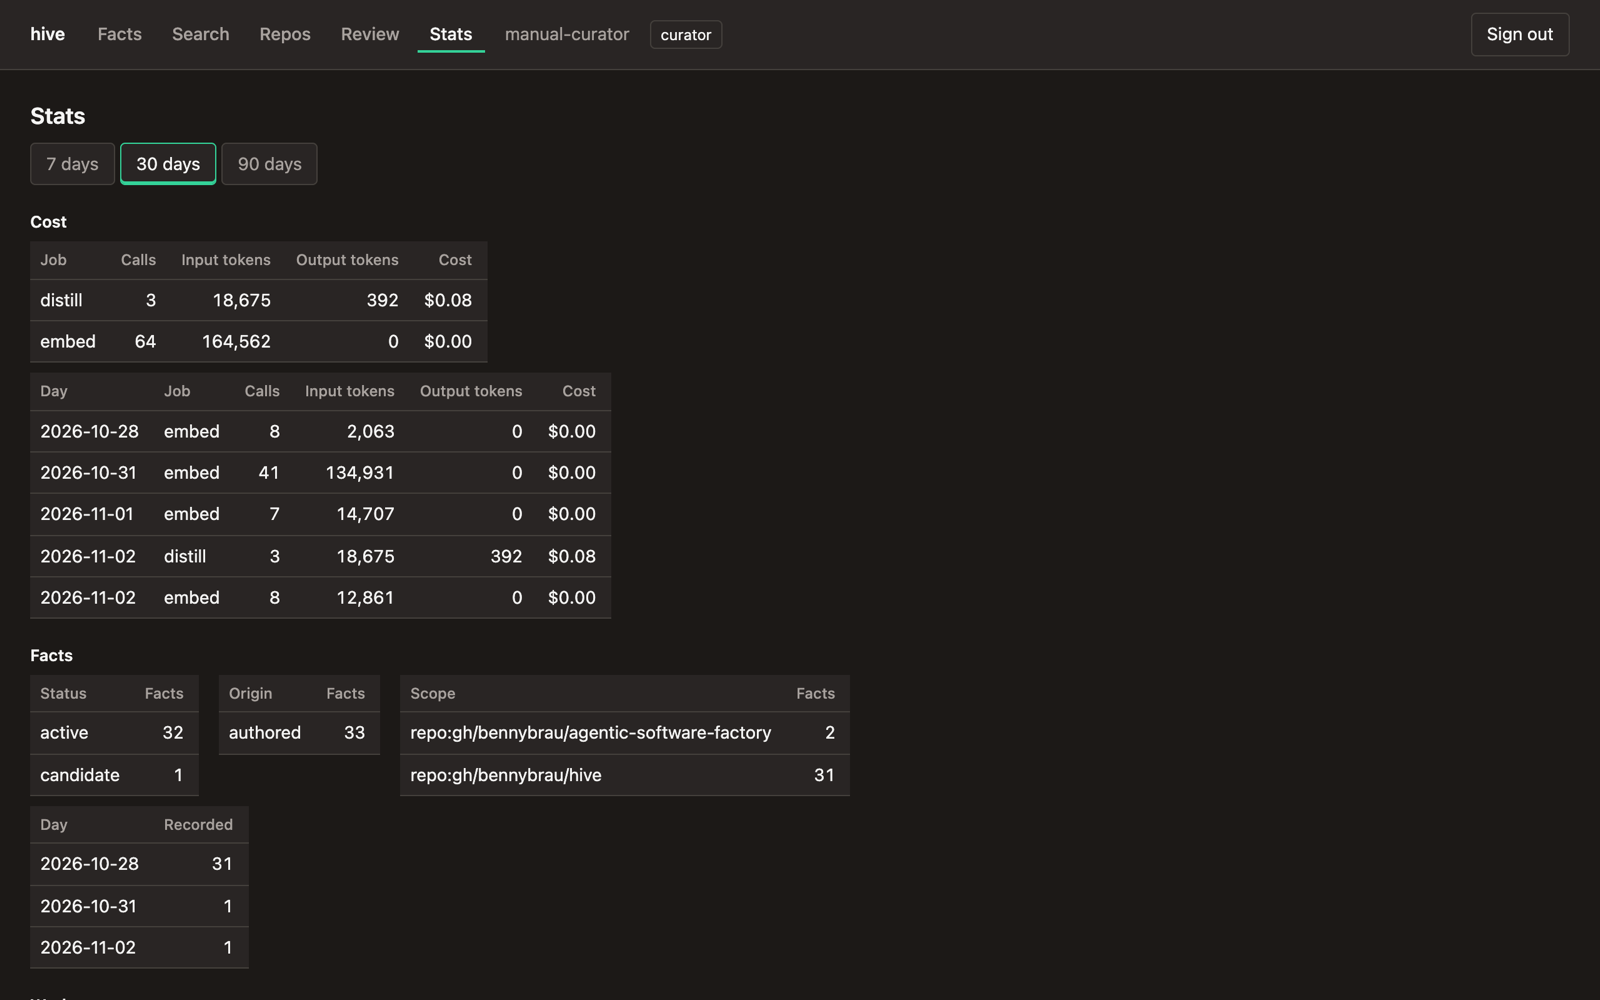 hive Facts Search Repos Review Stats manual-curator curator Sign out
Stats
7 days 30 days 90 days
Cost
Job Calls Input tokens Output tokens Cost
distill 3 18,675 392 $0.08
embed 64 164,562 0 $0.00
Day Job Calls Input tokens Output tokens Cost
2026-10-28 embed 8 2,063 0 $0.00
2026-10-31 embed 41 134,931 0 $0.00
2026-11-01 embed 7 14,707 0 $0.00
2026-11-02 distill 3 18,675 392 $0.08
2026-11-02 embed 8 12,861 0 $0.00
Facts
Status Facts Origin Facts Scope Facts
active 32 authored 33 repo:gh/bennybrau/agentic-software-factory 2
candidate 1 repo:gh/bennybrau/hive 31
Day Recorded
2026-10-28 31
2026-10-31 1
2026-11-02 1